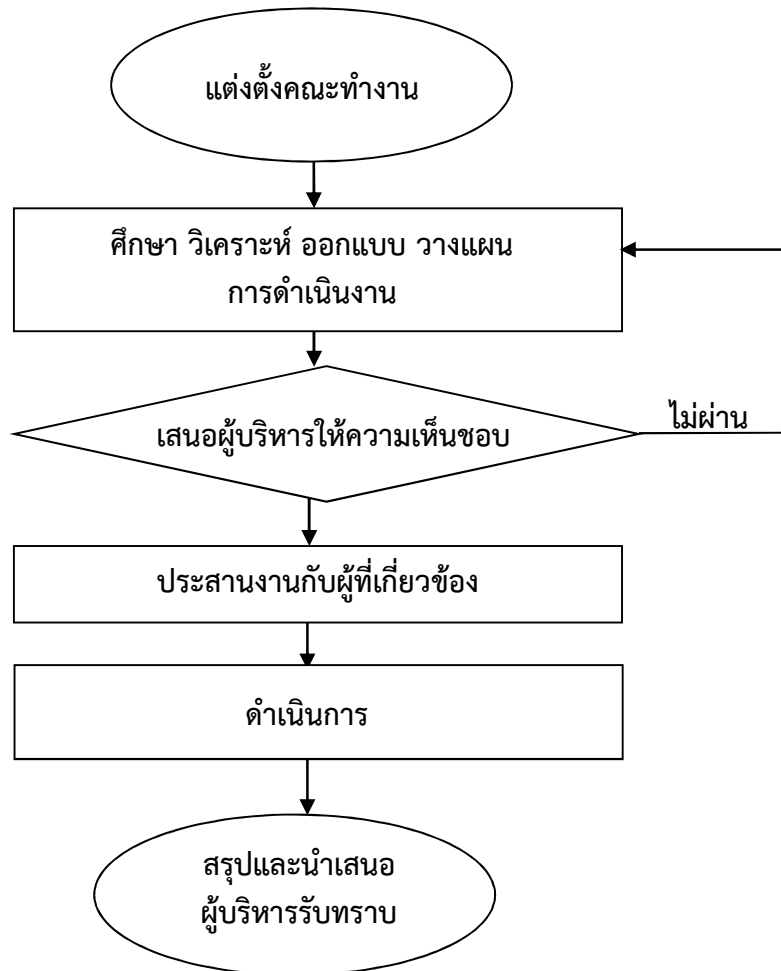 แต่งตั้งคณะทำงาน
ศึกษา วิเคราะห์ ออกแบบ วางแผน
การดำเนินงาน
เสนอผู้บริหารให้ความเห็นชอบ
ไม่ผ่าน
ประสานงานกับผู้ที่เกี่ยวข้อง
ดำเนินการ
สรุปและนำเสนอ
ผู้บริหารรับทราบ